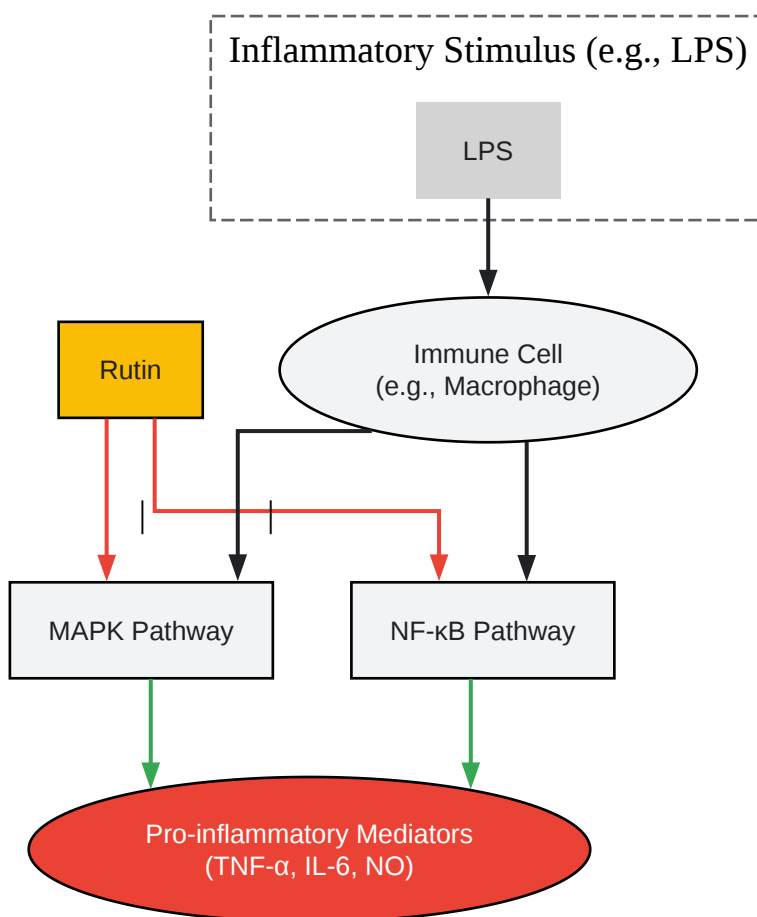 Inflammatory Stimulus (e.g., LPS)
LPS
Rutin
Immune Cell
(e.g., Macrophage)
|
|
MAPK Pathway
NF-κB Pathway
Pro-inflammatory Mediators
(TNF-α, IL-6, NO)